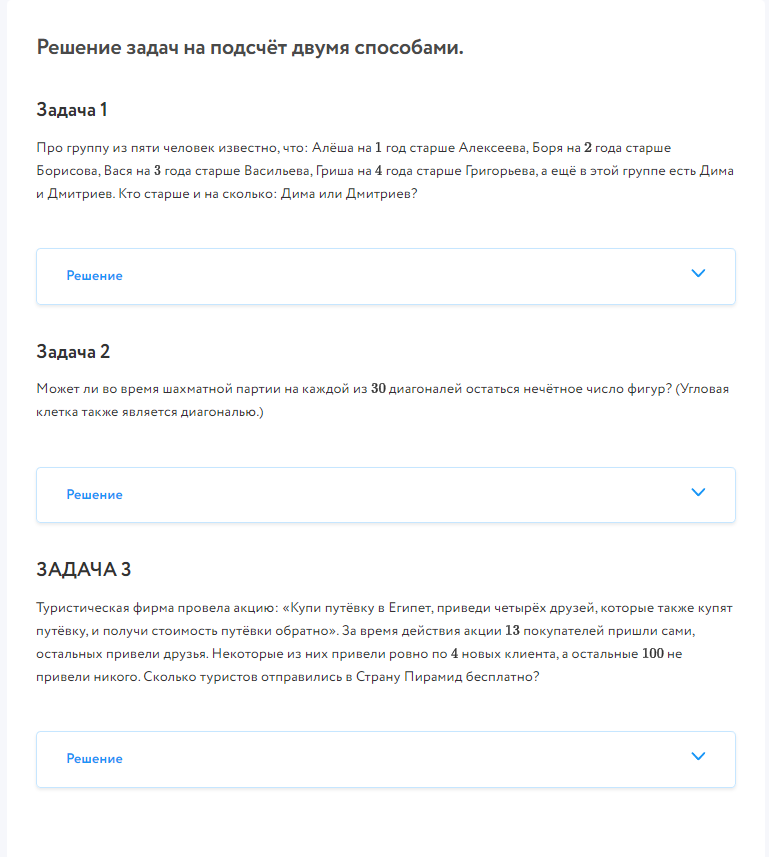 Решение задач на подсчёт двумя способами.
Задача 1
Про группу из пяти человек известно, что: Алёша на 1 год старше Алексеева, Боря на 2 года старше
Борисова, Вася на 3 года старше Васильева, Гриша на 4 года старше Григорьева, а ещё в этой группе есть Дима
и Дмитриев. Кто старше и на сколько: Дима или Дмитриев?
Решение
Задача 2
Может ли во время шахматной партии на каждой из 30 диагоналей остаться нечётное число фигур? (Угловая
клетка также является диагональю.)
Решение
ЗАДАЧА 3
Туристическая фирма провела акцию: «Купи путёвку в Египет, приведи четырёх друзей, которые также купят
путёвку, и получи стоимость путёвки обратно». За время действия акции 13 покупателей пришли сами,
остальных привели друзья. Некоторые из них привели ровно по 4 новых клиента, а остальные 100 не
привели никого. Сколько туристов отправились в Страну Пирамид бесплатно?
Решение